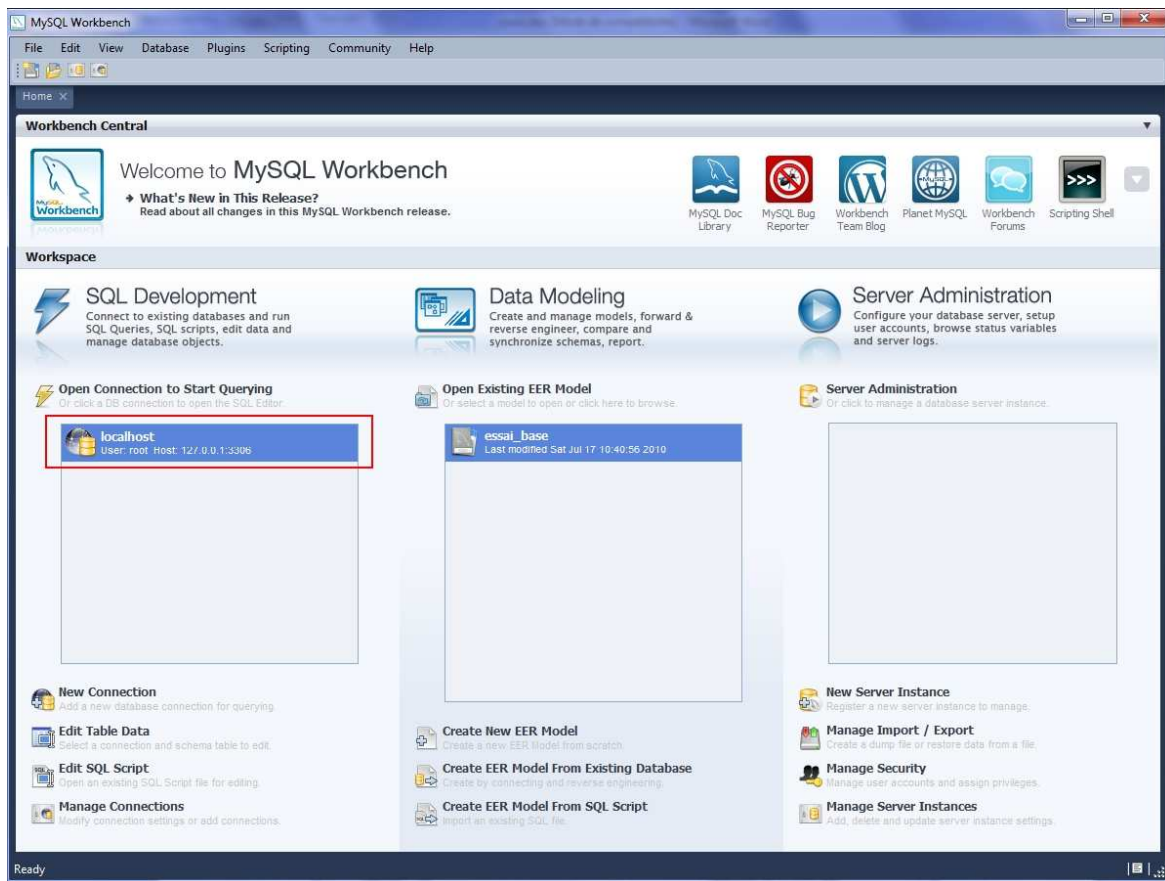 MySQL Workbench
File Edit View Database Plugins Scripting Community Help
Home
Workbench Central
Welcome to MySQL Workbench
What's New in This Release?
Read about all changes in this MySQL Workbench release.
MySQL
Workbench
MySQL Doc
Library
MySQL Bug
Reporter
Workbench
Team Blog
Planet MySQL
Workbench
Forums
>>>
Scripting Shell
Workspace
SQL Development
Connect to existing databases and run
SQL Queries, SQL scripts, edit data and
manage database objects.
Data Modeling
Create and manage models, forward &
reverse engineer, compare and
synchronize schemas, report.
Server Administration
Configure your database server, setup
user accounts, browse status variables
and server logs.
Open Connection to Start Querying
Or click a DB connection to open the SQL Editor.
localhost
User: root Host: 127.0.0.1:3306
New Connection
Add a new database connection for querying.
Edit Table Data
Select a connection and schema table to edit.
Edit SQL Script
Open an existing SQL Script file for editing.
Manage Connections
Modify connection settings or add connections.
Open Existing EER Model
Or select a model to open or click here to browse.
essai_base
Last modified Sat Jul 17 10:40:56 2010
Create New EER Model
Create a new EER Model from scratch.
Create EER Model From Existing Database
Create by connecting and reverse engineering.
Create EER Model From SQL Script
Import an existing SQL file.
Server Administration
Or click to manage a database server instance.
New Server Instance
Register a new server instance to manage.
Manage Import / Export
Create a dump file or restore data from a file.
Manage Security
Manage user accounts and assign privileges.
Manage Server Instances
Add, delete and update server instance settings.
Ready